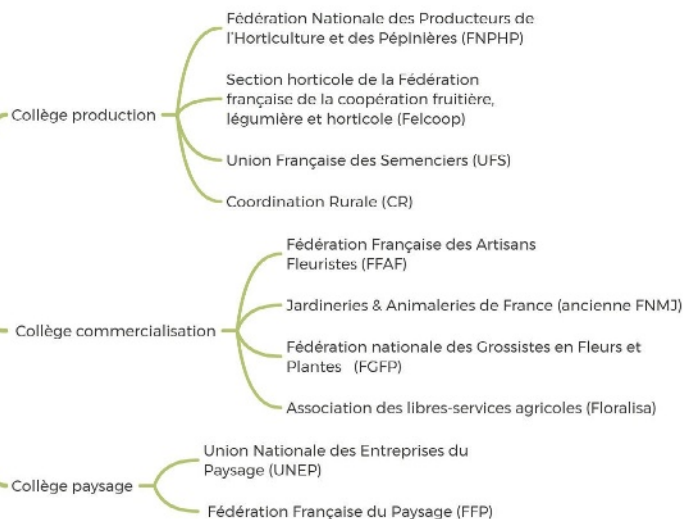 Fédération Nationale des Producteurs de
l'Horticulture et des Pépinières (FNPHP)
Section horticole de la Fédération
française de la coopération fruitière,
légumière et horticole (Felcoop)
Collège production
Union Française des Semenciers (UFS)
Coordination Rurale (CR)
Fédération Française des Artisans
Fleuristes (FFAF)
Jardineries & Animaleries de France (ancienne FNMJ)
Collège commercialisation
Fédération nationale des Grossistes en Fleurs et
Plantes (FGFP)
Association des libres-services agricoles (Floralisa)
Union Nationale des Entreprises du
Paysage (UNEP)
Collège paysage
Fédération Française du Paysage (FFP)